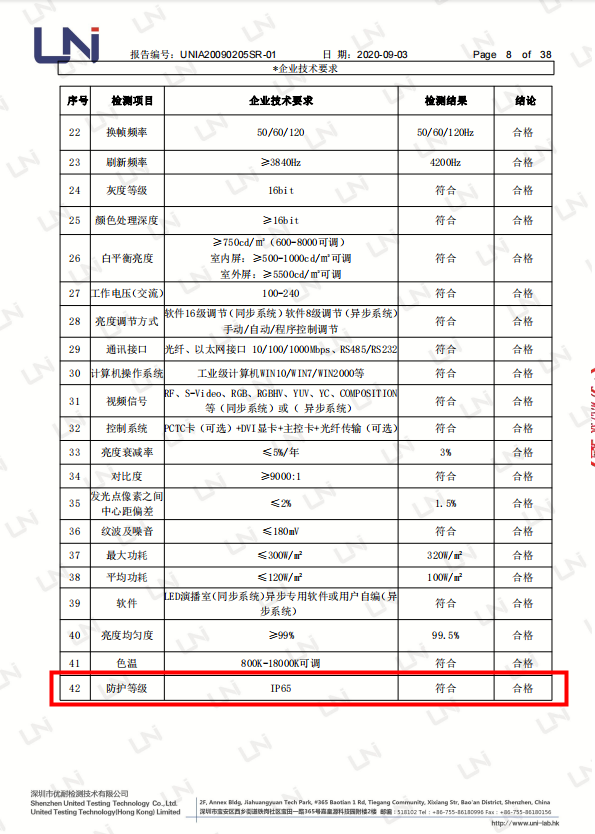 LNi
报告编号：UNIA20090205SR-01 日 期：2020-09-03 Page 8 of 38
*企业技术要求
序号 检测项目 企业技术要求 检测结果 结论
22 换帧频率 50/60/120 50/60/120Hz 合格
23 刷新频率 ≥3840Hz 4200Hz 合格
24 灰度等级 16bit 符合 合格
25 颜色处理深度 ≥16bit 符合 合格
26 白平衡亮度 ≥750cd/㎡（600-8000可调）
室内屏：≥500-1000cd/㎡可调
室外屏：≥5500cd/㎡可调 符合 合格
27 工作电压(交流) 100-240 符合 合格
28 亮度调节方式 软件16级调节(同步系统)软件8级调节(异步系统)
手动/自动/程序控制调节 符合 合格
29 通讯接口 光纤、以太网接口 10/100/1000Mbps、RS485/RS232 符合 合格
30 计算机操作系统 工业级计算机WIN10/WIN7/WIN2000等 符合 合格
31 视频信号 RF、S-Video、RGB、RGBHV、YUV、YC、COMPOSITION
等（同步系统）或（ 异步系统） 符合 合格
32 控制系统 PCTC卡（可选）+DVI显卡+主控卡+光纤传输（可选） 符合 合格
33 亮度衰减率 ≤5%/年 3% 合格
34 对比度 ≥9000:1 符合 合格
35 发光点像素之间
中心距偏差 ≤2% 1.5% 合格
36 纹波及噪音 ≤180mV 符合 合格
37 最大功耗 ≤300W/㎡ 320W/㎡ 合格
38 平均功耗 ≤120W/㎡ 100W/㎡ 合格
39 软件 LED演播室(同步系统)异步专用软件或用户自编(异
步系统) 符合 合格
40 亮度均匀度 ≥99% 99.5% 合格
41 色温 800K-18000K可调 符合 合格
42 防护等级 IP65 符合 合格
深圳市优耐检测技术有限公司
Shenzhen United Testing Technology Co., Ltd.
United Testing Technology(Hong Kong) Limited
2F, Annex Bldg, Jiahuangyuan Tech Park, #365 Baotian 1 Rd, Tiegang Community, Xixiang Str, Bao'an District, Shenzhen, China
深圳市宝安区西乡街道铁岗社区宝田一路365号嘉皇源科技园附楼2楼 邮编：518102 Tel：+86-755-86180996 Fax：+86-755-86180156
http://www.uni-lab.hk